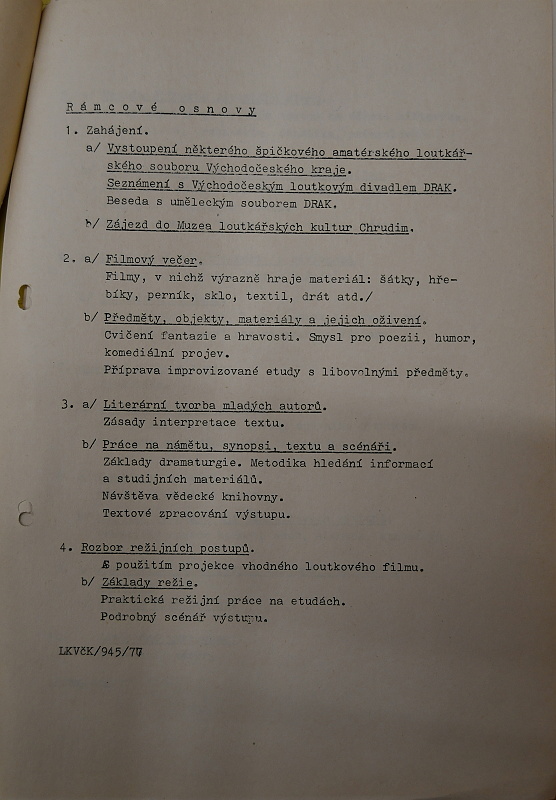 R á m c o v é   o s n o v y
1. Zahájení.
a/ Vystoupení některého špičkového amatérského loutkář-
ského souboru Východočeského kraje.
Seznámení s Východočeským loutkovým divadlem DRAK.
Beseda s uměleckým souborem DRAK.
b/ Zájezd do Muzea loutkářských kultur Chrudim.
2. a/ Filmový večer.
Filmy, v nichž výrazně hraje materiál: šátky, hře-
bíky, perník, sklo, textil, drát atd./
b/ Předměty, objekty, materiály a jejich oživení.
Cvičení fantazie a hravosti. Smysl pro poezii, humor,
komediální projev.
Příprava improvizované etudy s libovolnými předměty.
3. a/ Literární tvorba mladých autorů.
Zásady interpretace textu.
b/ Práce na námětu, synopsi, textu a scénáři.
Základy dramaturgie. Metodika hledání informací
a studijních materiálů.
Návštěva vědecké knihovny.
Textové zpracování výstupu.
4. Rozbor režijních postupů.
S použitím projekce vhodného loutkového filmu.
b/ Základy režie.
Praktická režijní práce na etudách.
Podrobný scénář výstupu.
LKVčK/945/77